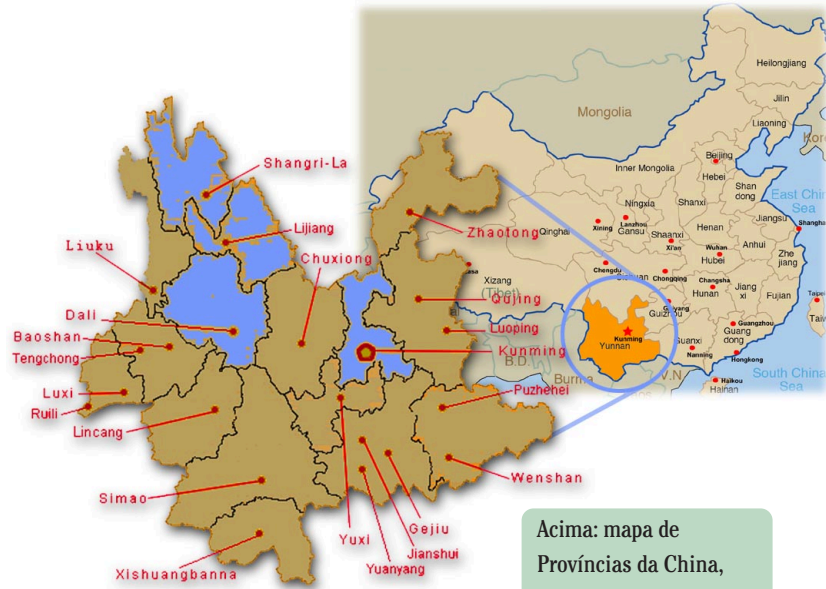 Heilongjiang
Mongolia
Jilin
Liaoning
Beijing
Inner Mongolia
Hebei
Shangri-La
Ningxia
Shanxi
Shan
dong
East China
Sea
Zhaotong
Qinghai
Xining
Lanzhou
Gansu
Shaanxi
Xi'an
Henan
Jiangsu
Shanghai
Lijiang
Liuku
Chuxiong
Anhui
Wuhan
Hubei
Zhe
jiang
Chengdu
Chongqing
Changsha
Xizang
(Tibet)
Qujing
Hunan
Jiang
xi
Fujian
Guizhou
Dali
Baoshan
Tengchong
Luoping
Kunming
Kunming
Yunnan
Guang
dong
Guangzhou
Nanning
Hongkong
B.D.
Burma
V.N
Puzhehei
Luxi
Ruili
Lincang
Haikou
Hainan
South China
Sea
Wenshan
Simao
Gejiu
Yuxi
Jianshui
Yuanyang
Xishuangbanna
Acima: mapa de
Províncias da China,